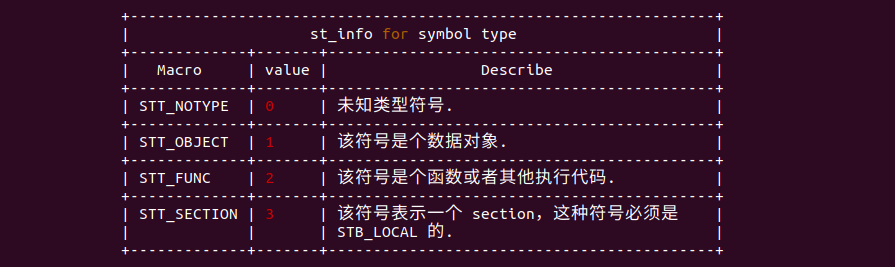 st_info for symbol type
Macro | value | Describe
STT_NOTYPE | 0 | 未知类型符号.
STT_OBJECT | 1 | 该符号是个数据对象.
STT_FUNC | 2 | 该符号是个函数或者其他执行代码.
STT_SECTION | 3 | 该符号表示一个 section，这种符号必须是
STB_LOCAL 的.